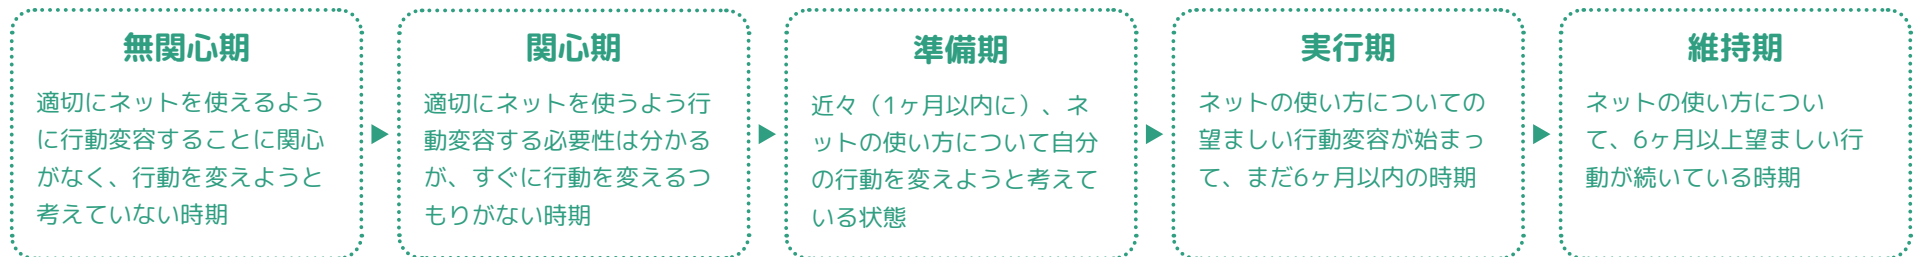 無関心期
適切にネットを使えるよう
に行動変容することに関心
がなく、行動を変えようと
考えていない時期
関心期
適切にネットを使うよう行
動変容する必要性は分かる
が、すぐに行動を変えるつ
もりがない時期
準備期
近々（1ヶ月以内に）、ネ
ットの使い方について自分
の行動を変えようと考えて
いる状態
実行期
ネットの使い方についての
望ましい行動変容が始まっ
て、まだ6ヶ月以内の時期
維持期
ネットの使い方につい
て、6ヶ月以上望ましい行
動が続いている時期